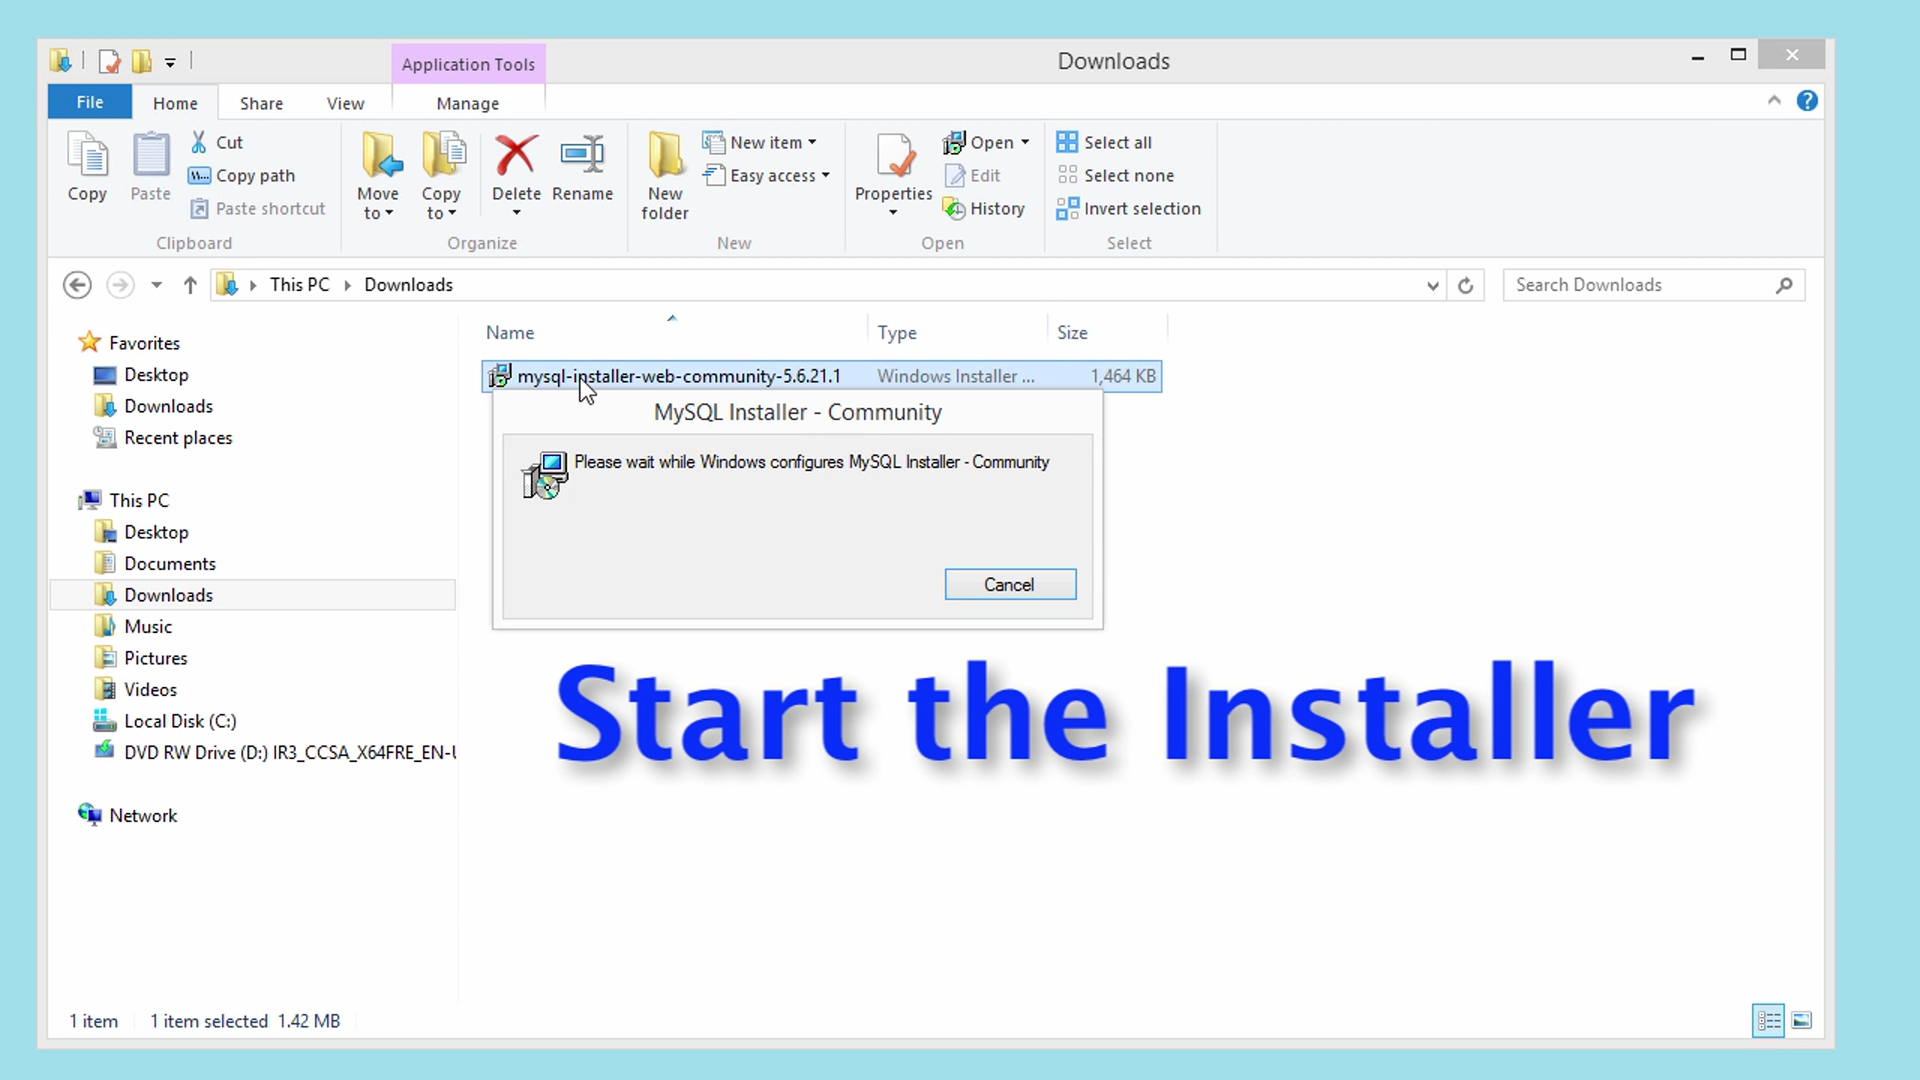 Application Tools
Downloads
File Home Share View Manage
Copy
Paste
Cut
Copy path
Paste shortcut
Clipboard
Move to
Copy to
Delete
Rename
Organize
New folder
New item
Easy access
New
Properties
Open
Edit
History
Open
Select all
Select none
Invert selection
Select
This PC Downloads
Search Downloads
Name Type Size
mysql-installer-web-community-5.6.21.1 Windows Installer ... 1,464 KB
Favorites
Desktop
Downloads
Recent places
This PC
Desktop
Documents
Downloads
Music
Pictures
Videos
Local Disk (C:)
DVD RW Drive (D:) IR3_CCSA_X64FRE_EN-U
Network
MySQL Installer - Community
Please wait while Windows configures MySQL Installer - Community
Cancel
Start the Installer
1 item 1 item selected 1.42 MB